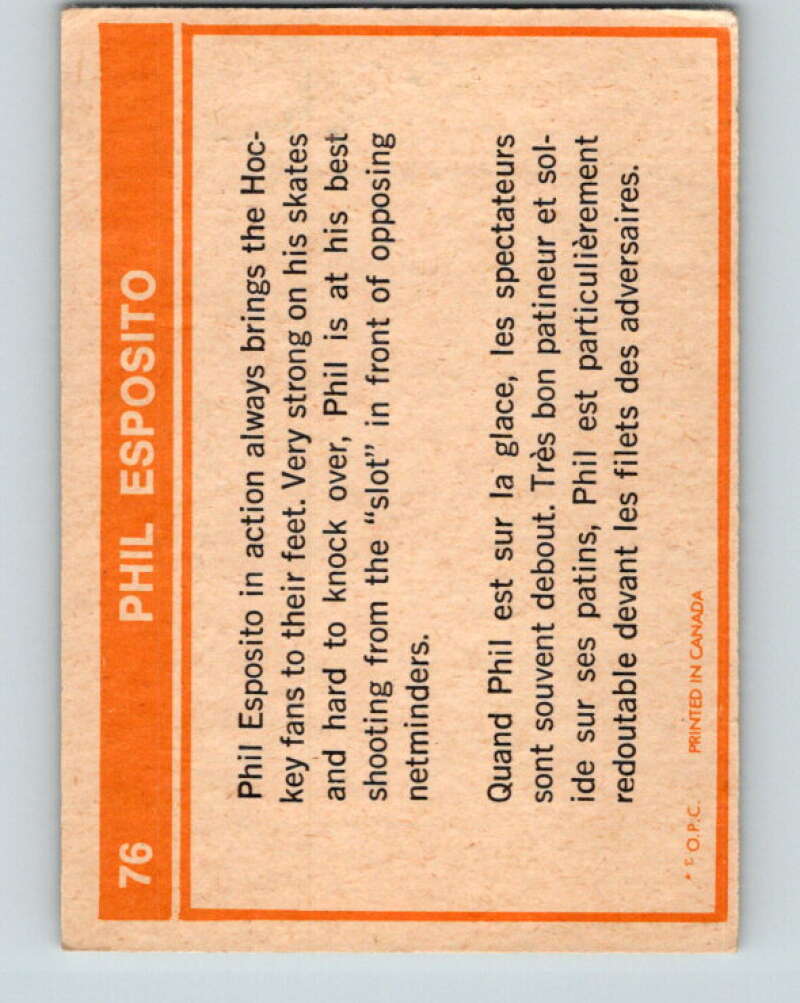 76 PHIL ESPOSITO
Phil Esposito in action always brings the Hoc-
key fans to their feet. Very strong on his skates
and hard to knock over, Phil is at his best
shooting from the “slot” in front of opposing
netminders.
Quand Phil est sur la glace, les spectateurs
sont souvent debout. Très bon patineur et sol-
ide sur ses patins, Phil est particulièrement
redoutable devant les filets des adversaires.
O.P.C. PRINTED IN CANADA